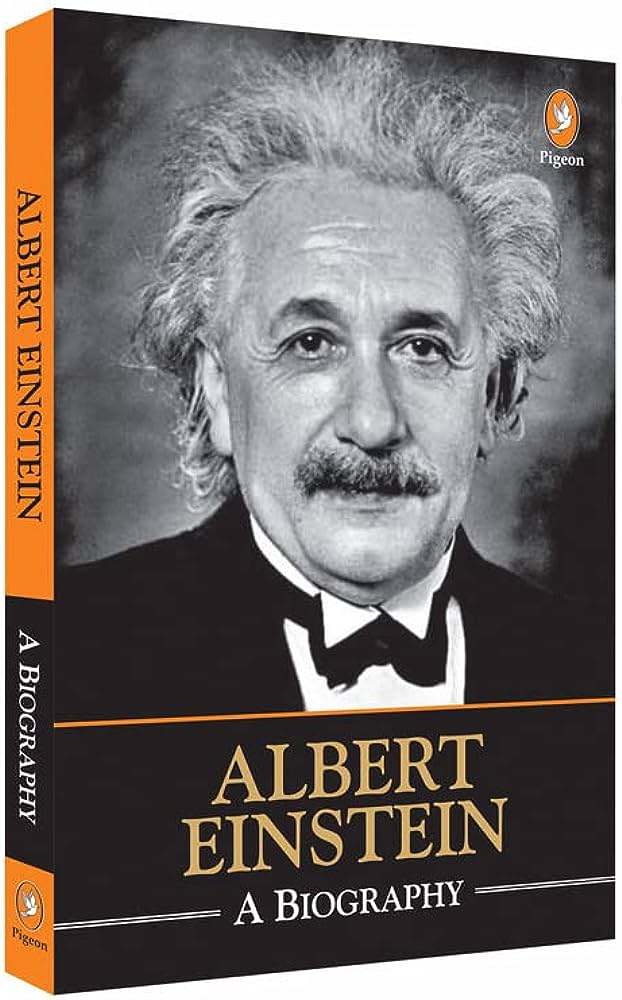 ALBERT EINSTEIN
A BIOGRAPHY
Pigeon
Pigeon
ALBERT
EINSTEIN
A BIOGRAPHY